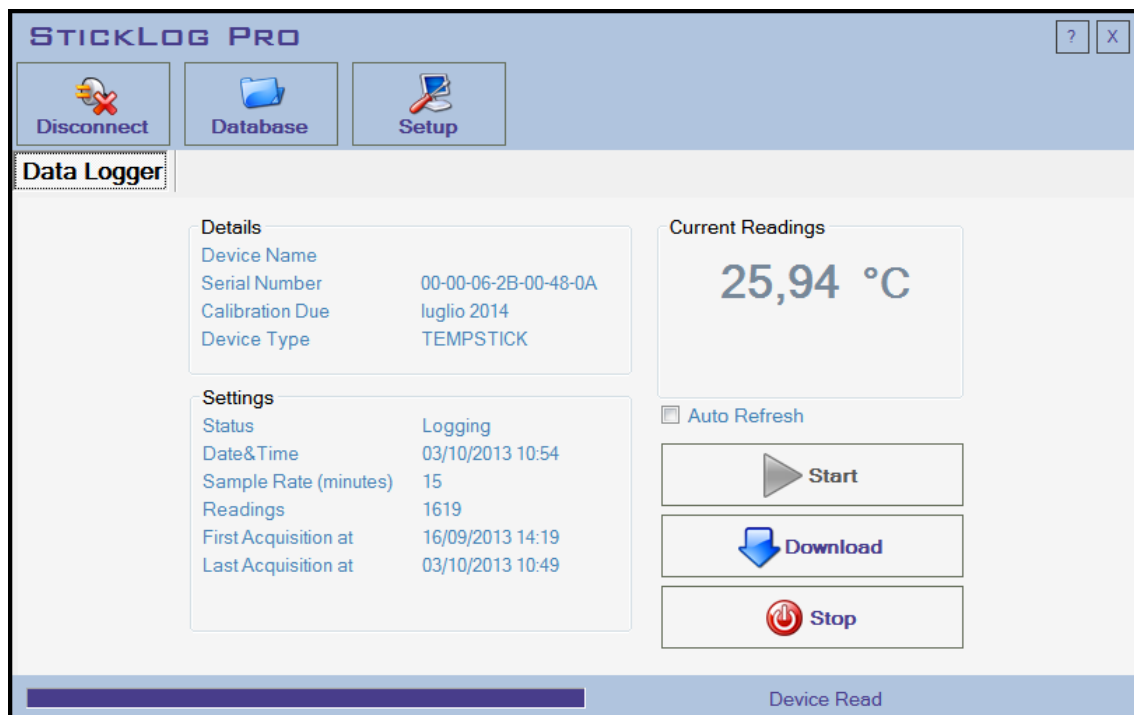 STICKLOG PRO
? X
Disconnect Database Setup
Data Logger
Details
Device Name
Serial Number 00-00-06-2B-00-48-0A
Calibration Due luglio 2014
Device Type TEMPSTICK
Settings
Status Logging
Date&Time 03/10/2013 10:54
Sample Rate (minutes) 15
Readings 1619
First Acquisition at 16/09/2013 14:19
Last Acquisition at 03/10/2013 10:49
Current Readings
25,94 °C
Auto Refresh
Start
Download
Stop
Device Read